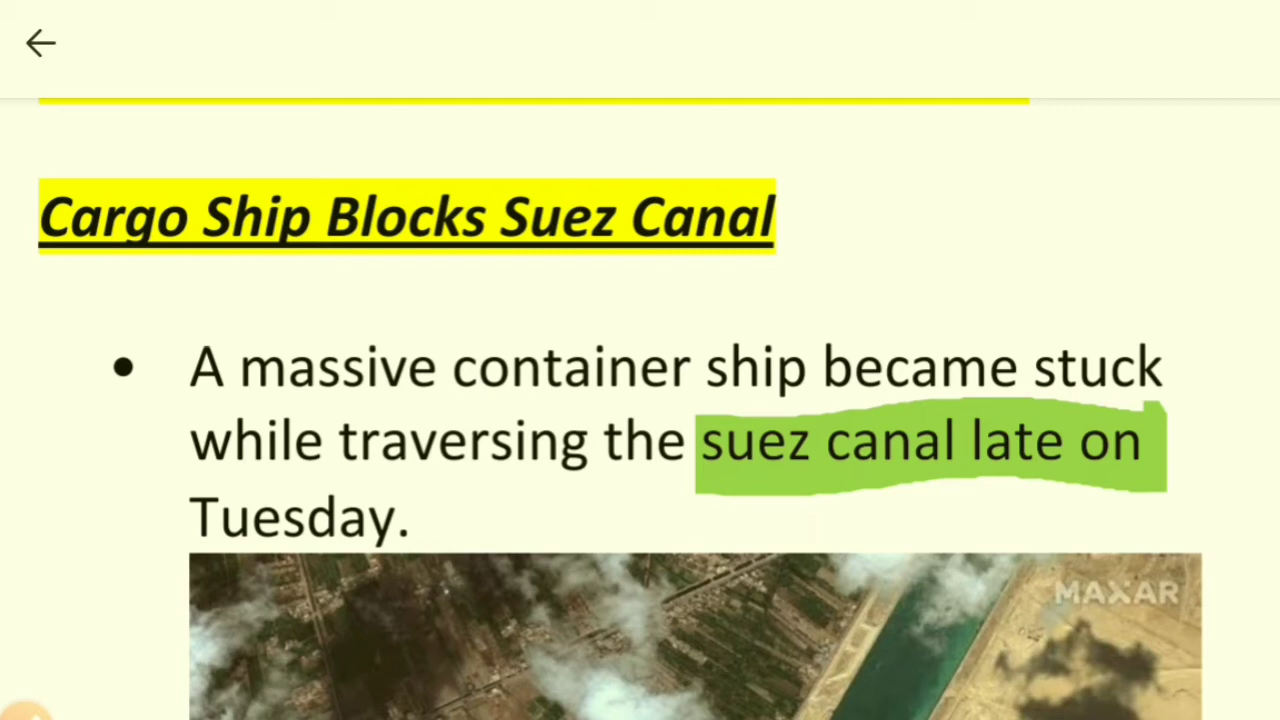 Cargo Ship Blocks Suez Canal
• A massive container ship became stuck
while traversing the suez canal late on
Tuesday.
MAXAR